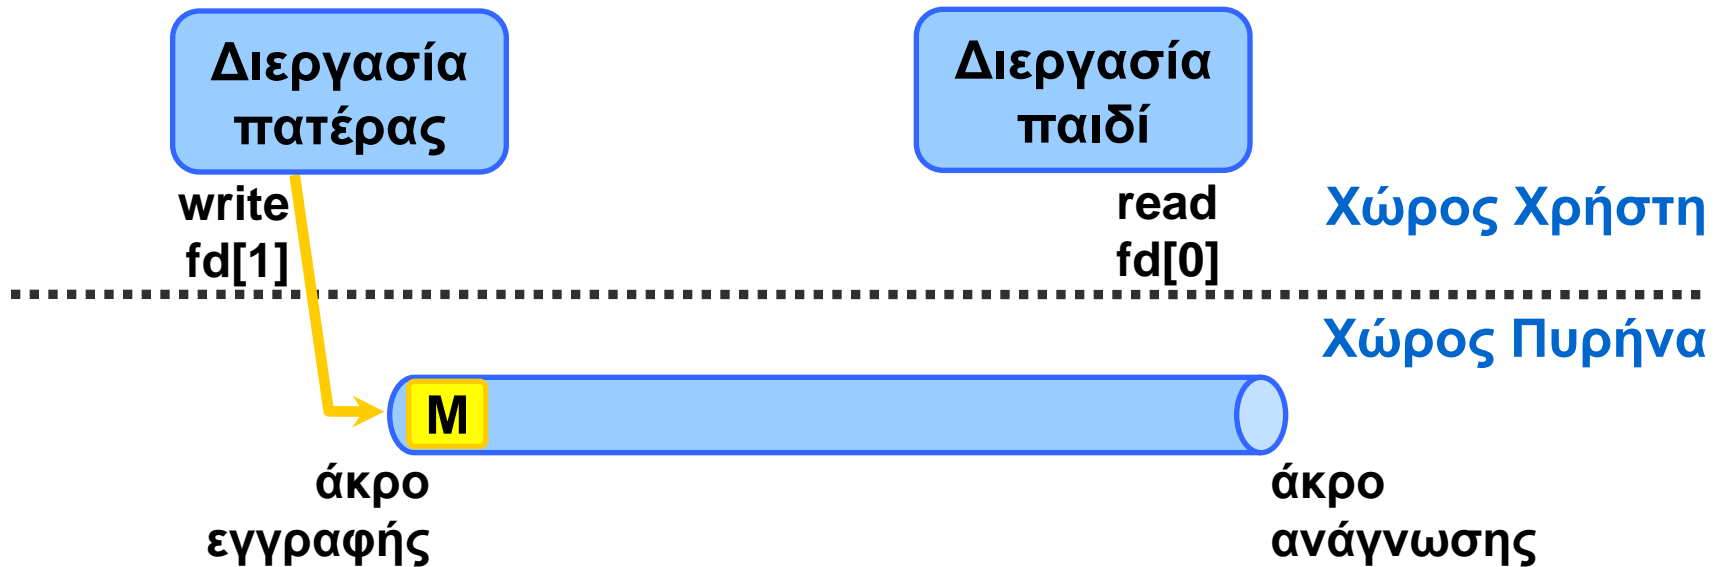 Διεργασία
πατέρας
Διεργασία
παιδί
write
fd[1]
read
fd[0]
Χώρος Χρήστη
Χώρος Πυρήνα
M
άκρο
εγγραφής
άκρο
ανάγνωσης